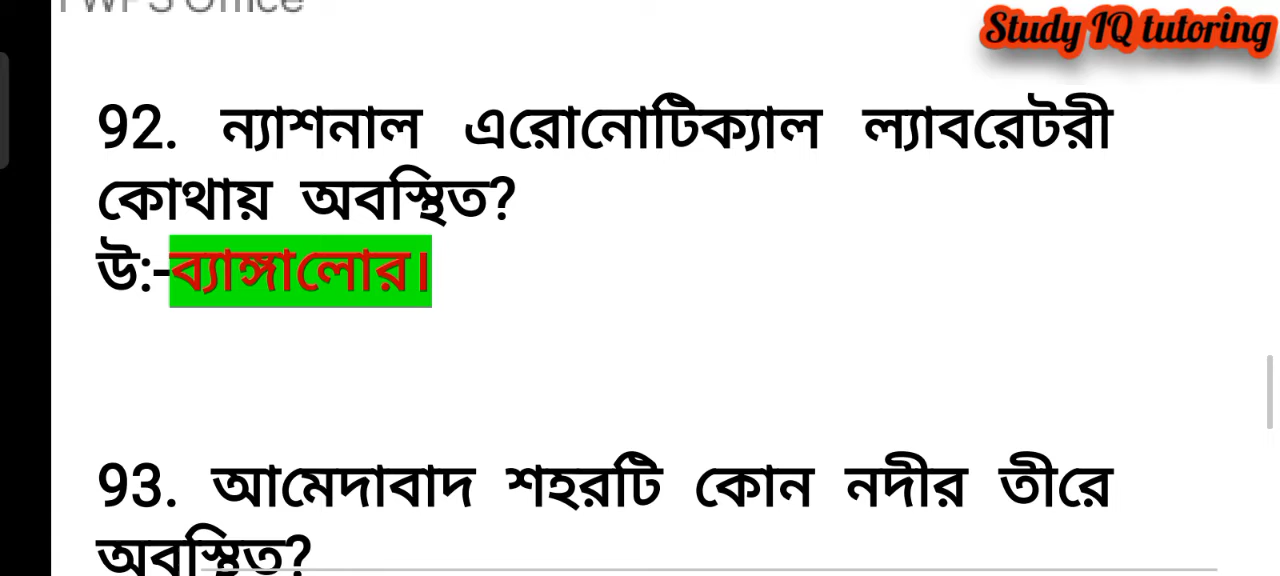 Study IQ tutoring
92. ন্যাশনাল এরোনোটিক্যাল ল্যাবরেটরী
কোথায় অবস্থিত?
উ:-ব্যাঙ্গালোর।
93. আমেদাবাদ শহরটি কোন নদীর তীরে
অবস্থিত?